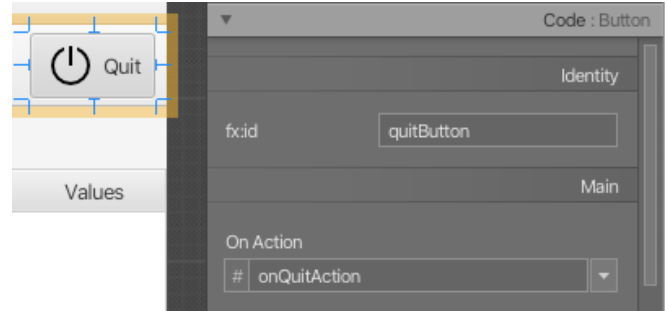 Code : Button
Quit
Identity
fx:id
quitButton
Values
Main
On Action
# onQuitAction